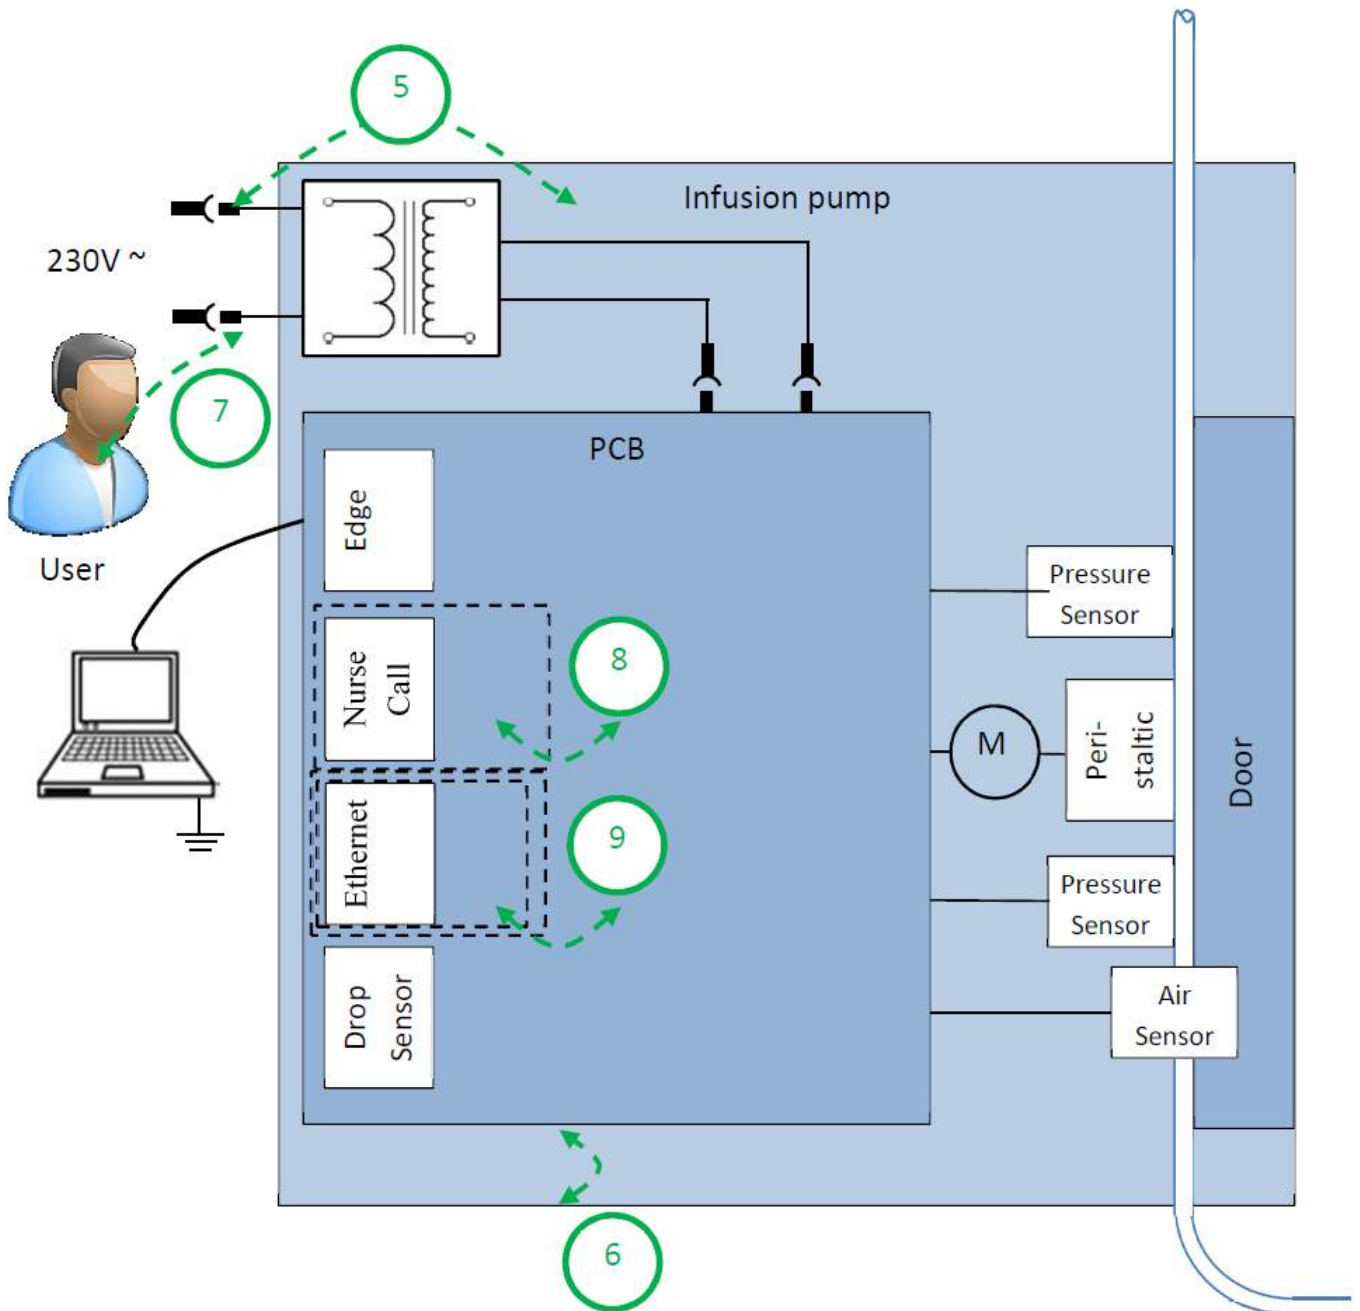 5
Infusion pump
230V ~
7
PCB
User
Edge
Nurse
Call
Ethernet
Drop
Sensor
8
9
6
Pressure
Sensor
M
Peri-
staltic
Pressure
Sensor
Air
Sensor
Door